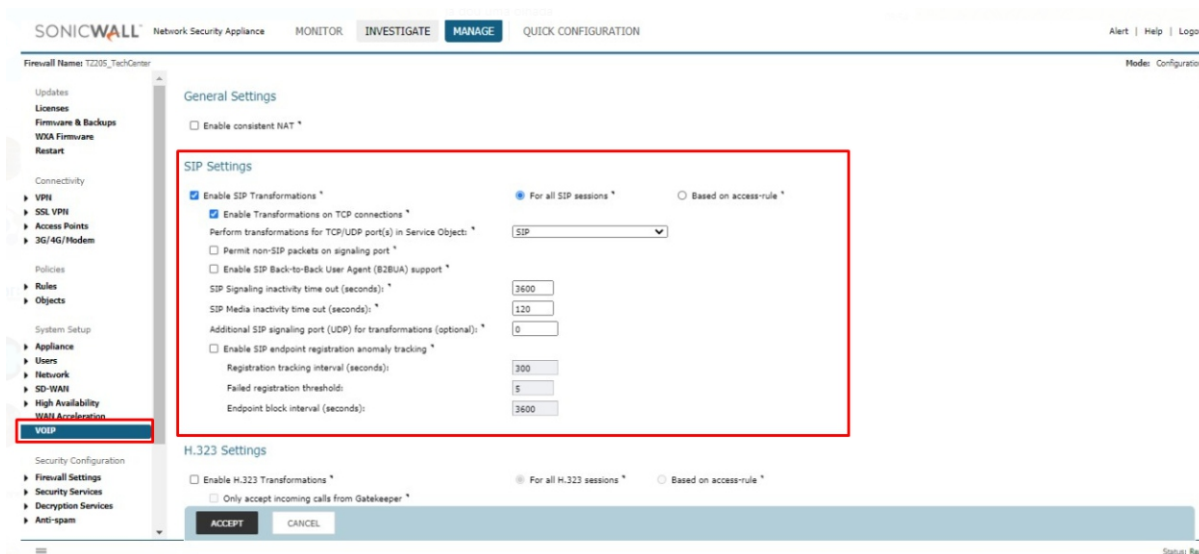 SONICWALL Network Security Appliance MONITOR INVESTIGATE MANAGE QUICK CONFIGURATION Alert | Help | Logo
Firewall Name: TZ205_TechCenter Mode: Configuratio
Updates
Licenses
Firmware & Backups
WXA Firmware
Restart
Connectivity
VPN
SSL VPN
Access Points
3G/4G/Modem
Policies
Rules
Objects
System Setup
Appliance
Users
Network
SD-WAN
High Availability
WAN Acceleration
VOIP
Security Configuration
Firewall Settings
Security Services
Decryption Services
Anti-spam
General Settings
Enable consistent NAT *
SIP Settings
Enable SIP Transformations * For all SIP sessions * Based on access-rule *
Enable Transformations on TCP connections *
Perform transformations for TCP/UDP port(s) in Service Object: * SIP
Permit non-SIP packets on signaling port *
Enable SIP Back-to-Back User Agent (B2BUA) support *
SIP Signaling inactivity time out (seconds): * 3600
SIP Media inactivity time out (seconds): * 120
Additional SIP signaling port (UDP) for transformations (optional): * 0
Enable SIP endpoint registration anomaly tracking *
Registration tracking interval (seconds): 300
Failed registration threshold: 5
Endpoint block interval (seconds): 3600
H.323 Settings
Enable H.323 Transformations * For all H.323 sessions * Based on access-rule *
Only accept incoming calls from Gatekeeper *
ACCEPT CANCEL
Status: Re